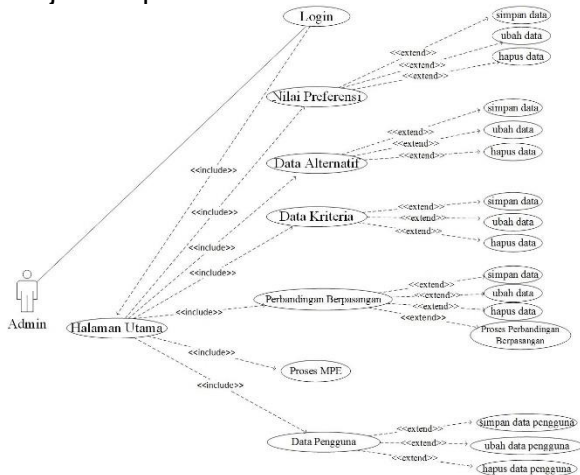 Login
simpan data
<<extend>>
ubah data
<<extend>>
hapus data
<<extend>>
Nilai Preferensi
simpan data
<<extend>>
ubah data
<<extend>>
hapus data
<<extend>>
Data Alternatif
<<include>>
simpan data
<<extend>>
ubah data
<<extend>>
hapus data
<<extend>>
Data Kriteria
<<include>>
<<include>>
<<include>>
simpan data
<<extend>>
ubah data
<<extend>>
hapus data
<<extend>>
Proses Perbandingan
Berpasangan
<<extend>>
Perbandingan Berpasangan
<<include>>
Admin
Halaman Utama
<<include>>
Proses MPE
<<include>>
simpan data pengguna
<<extend>>
Data Pengguna
ubah data pengguna
<<extend>>
hapus data pengguna
<<extend>>